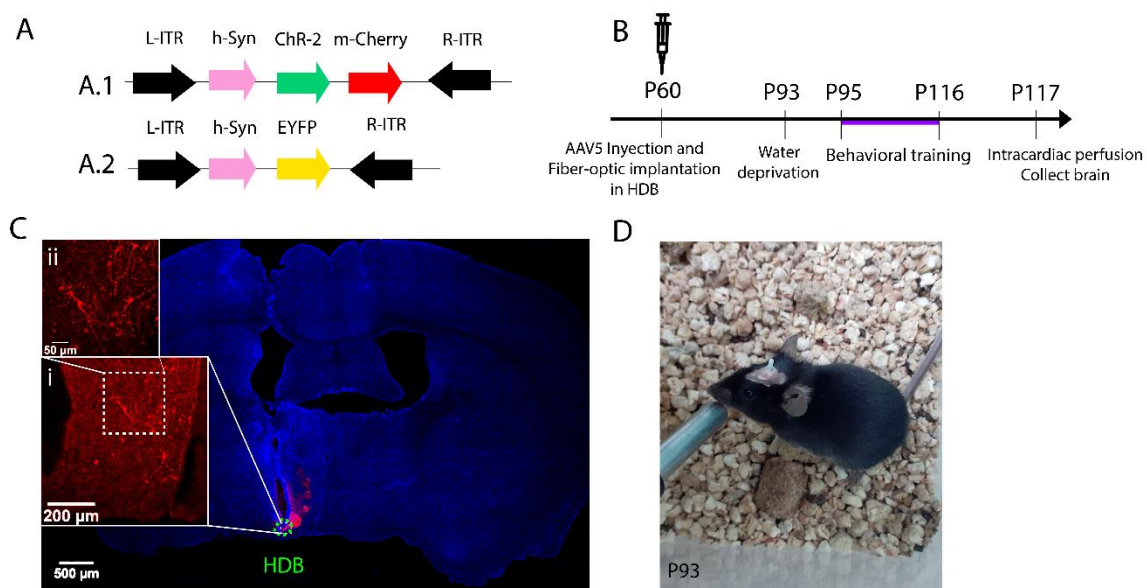 A
L-ITR h-Syn ChR-2 m-Cherry R-ITR
A.1
L-ITR h-Syn EYFP R-ITR
A.2
B
P60 P93 P95 P116 P117
AAV5 Injection and
Fiber-optic implantation
in HDB
Water
deprivation
Behavioral training
Intracardiac perfusion
Collect brain
C
ii
50 µm
i
200 µm
500 µm
HDB
D
P93